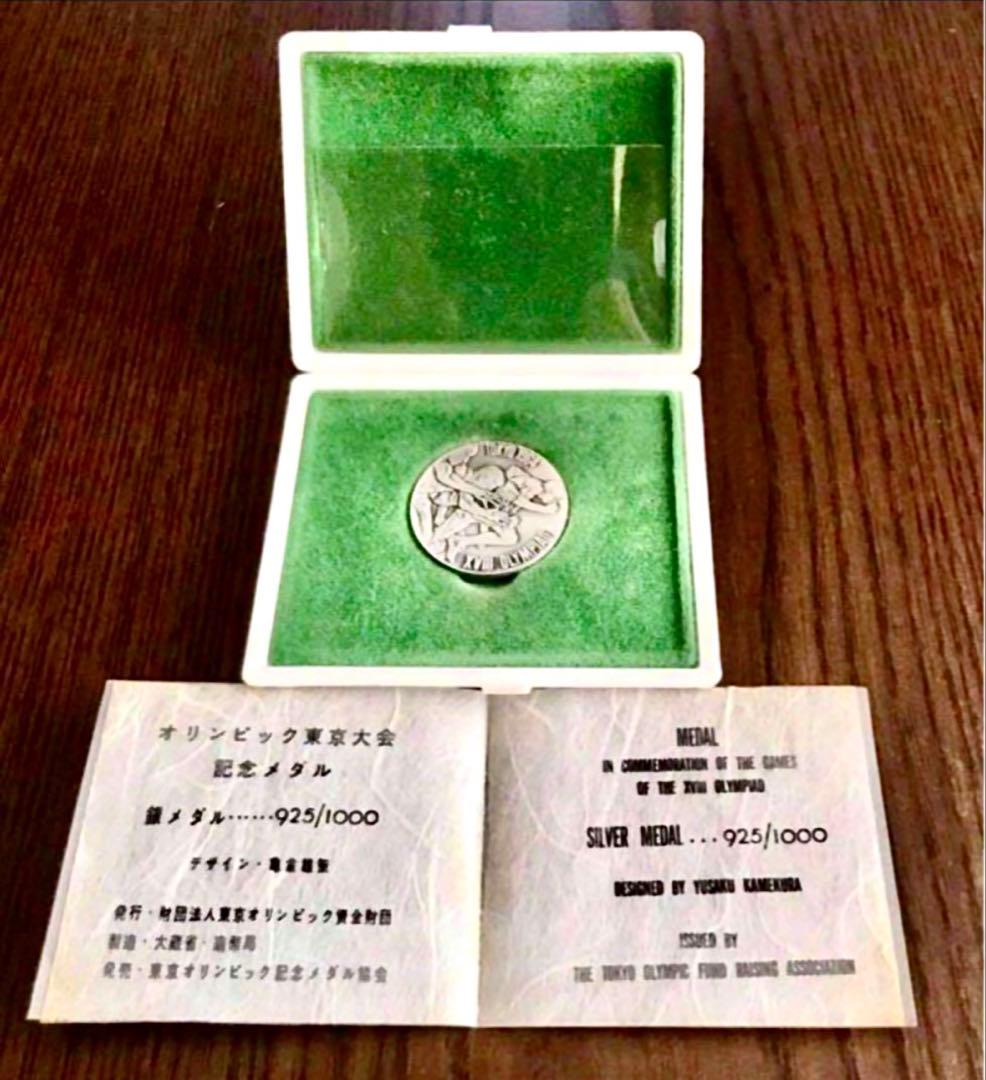 TOKYO 1964
XVIII OLYMPIAD
オリンピック東京大会
記念メダル
銀メダル……925/1000
デザイン・亀倉雄策
発行・財団法人東京オリンピック資金財団
製造・大蔵省・造幣局
発売・東京オリンピック記念メダル協会
MEDAL
IN COMMEMORATION OF THE GAMES
OF THE XVIII OLYMPIAD
SILVER MEDAL...925/1000
DESIGNED BY YUSAKU KAMEKURA
ISSUED BY
THE TOKYO OLYMPIC FUND RAISING ASSOCIATION